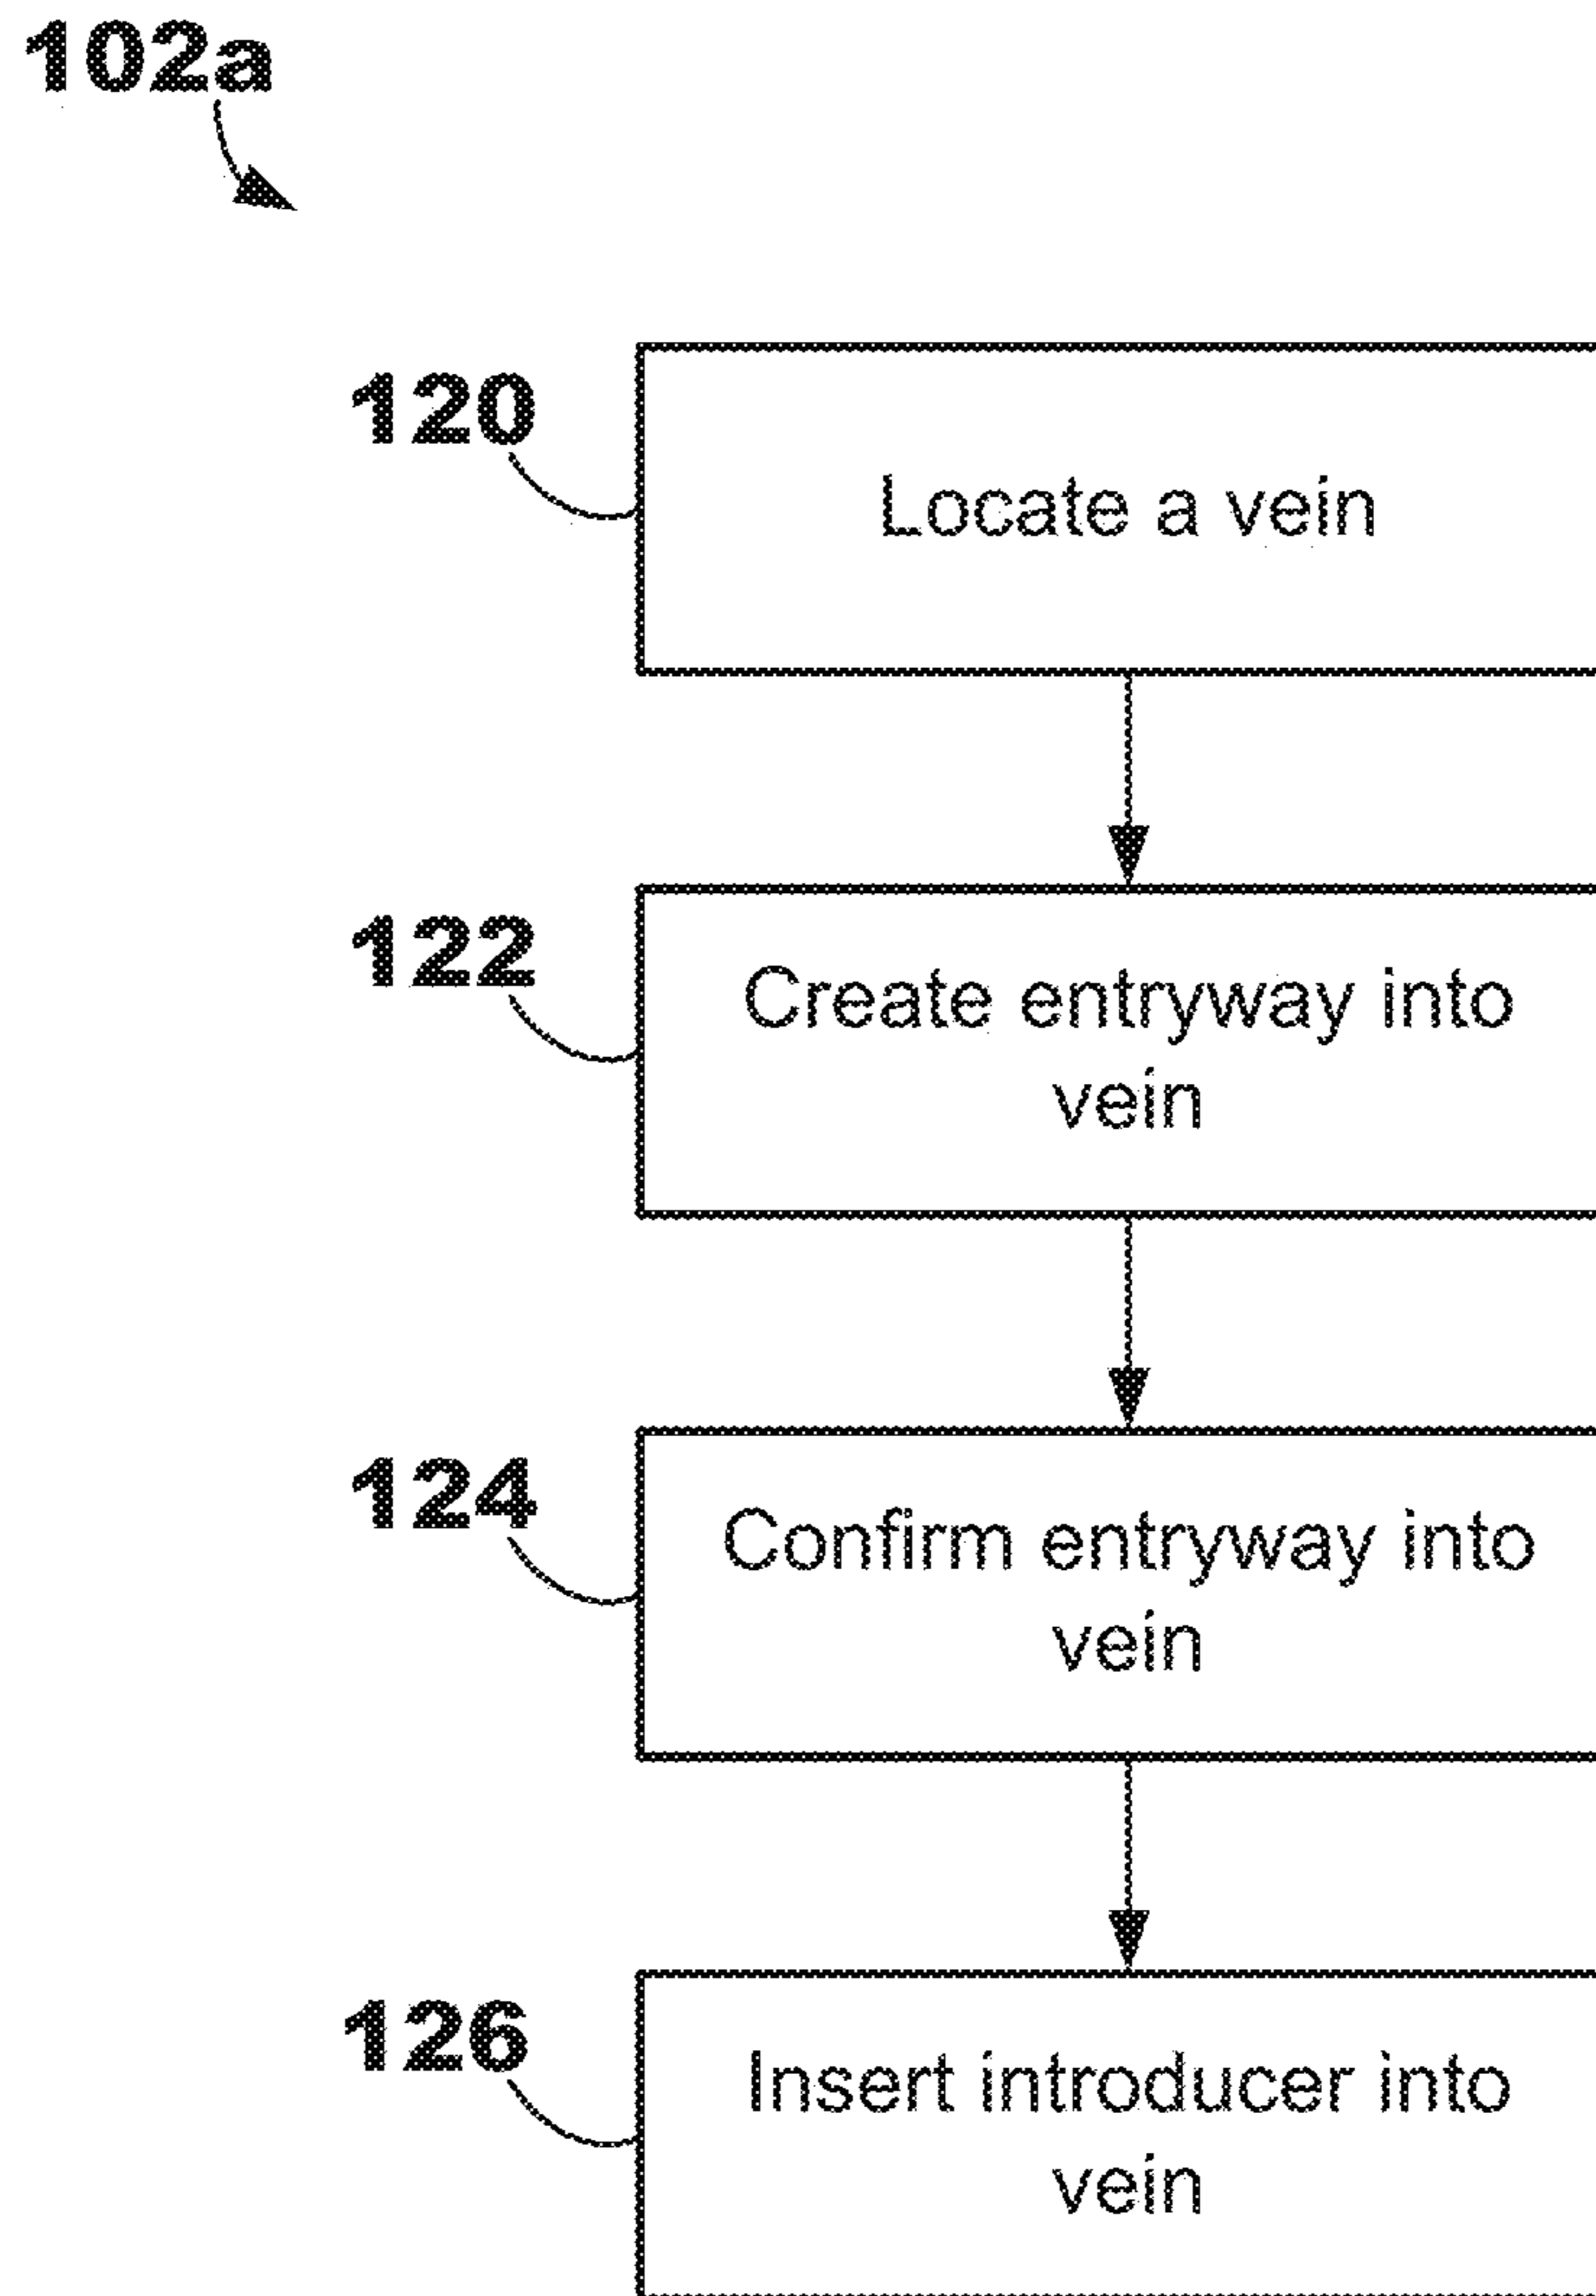 102a
120
Locate a vein
122
Create entryway into
vein
124
Confirm entryway into
vein
126
Insert introducer into
vein